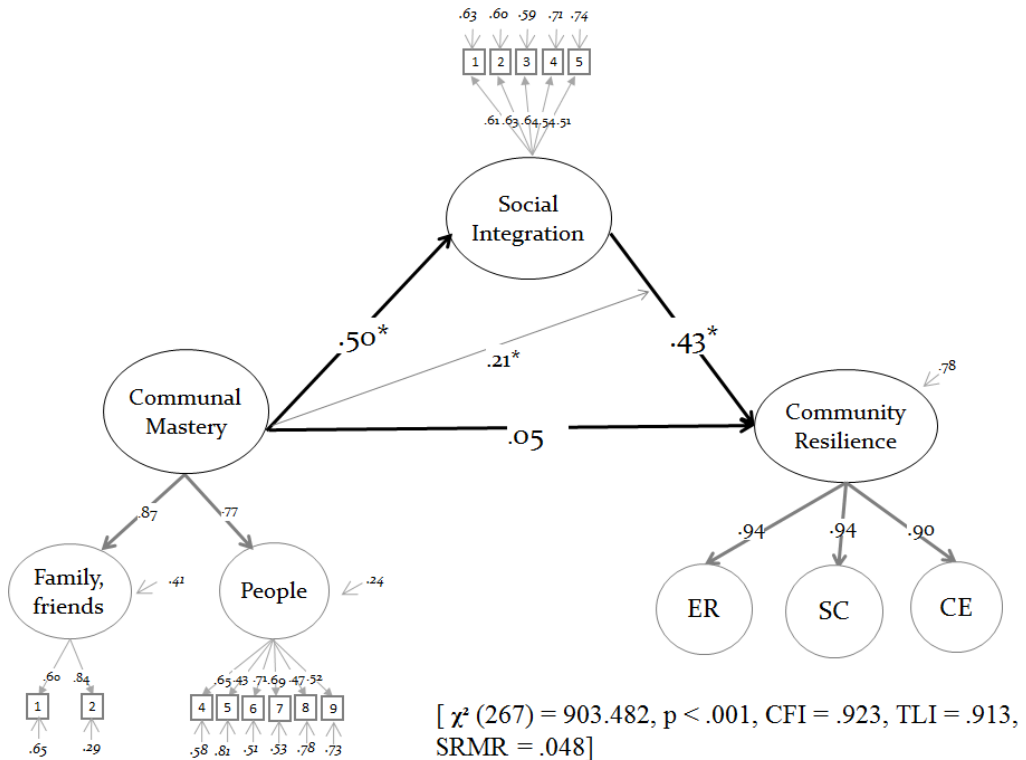 .63 .60 .59 .71 .74
1 2 3 4 5
.61 .63 .64 .54 .51
Social
Integration
.50*
.21*
.43*
Communal
Mastery
.05
.78
Community
Resilience
.87
.77
.94
.94
.90
Family,
friends
.41
People
.24
ER
SC
CE
.60 .84
.65 .43 .71 .69 .47 .52
1 2
4 5 6 7 8 9
.65 .29
.58 .81 .51 .53 .78 .73
[ χ² (267) = 903.482, p < .001, CFI = .923, TLI = .913,
SRMR = .048]